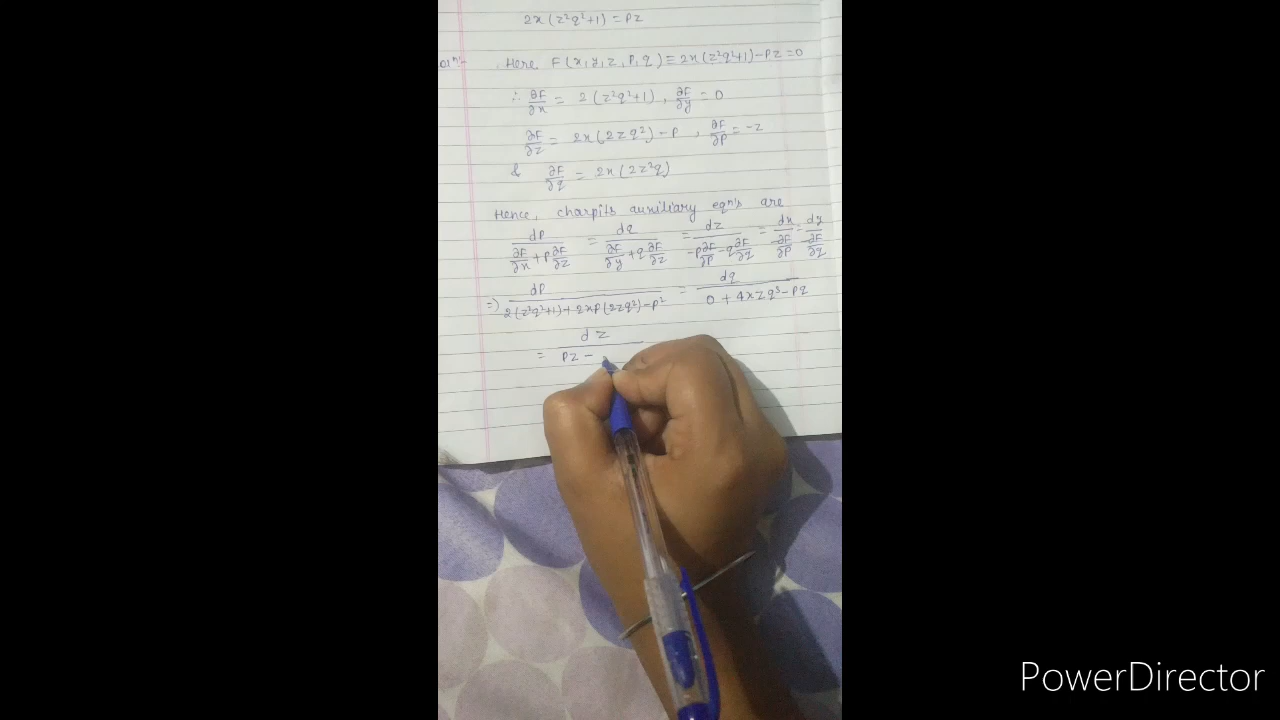 2x(z²q²+1) = Pz
Here F(x,y,z,P,q) ≡ 2x(z²q²+1)-Pz=0
∴ ∂F/∂x = 2(z²q²+1), ∂F/∂y = 0
∂F/∂z = 2x(2zq²)-P, ∂F/∂P = -z
& ∂F/∂q = 2x(2z²q)
Hence, charpits auxiliary eqⁿs are
dP/(∂F/∂x + P∂F/∂z) = dq/(∂F/∂y + q∂F/∂z) = dz/(-P∂F/∂P - q∂F/∂q) = dx/(-∂F/∂P) = dy/(-∂F/∂q)
=) dP/(2(z²q²+1)+2xP(2zq²)-P²) = dq/(0+4xzq³-Pq)
= dz/(Pz -
PowerDirector